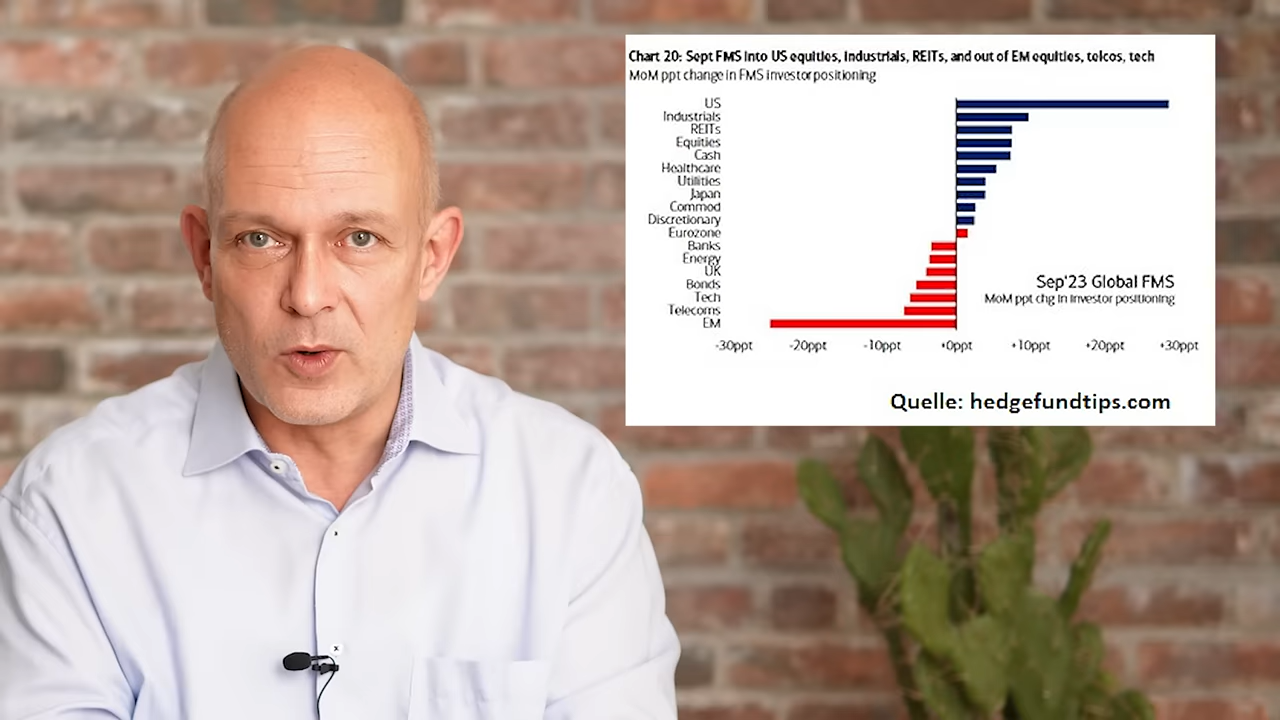 Chart 20: Sept FMS into US equities, industrials, REITs, and out of EM equities, telcos, tech
MoM ppt change in FMS investor positioning
US
Industrials
REITs
Equities
Cash
Healthcare
Utilities
Japan
Commod
Discretionary
Eurozone
Banks
Energy
UK
Bonds
Tech
Telecoms
EM
Sep'23 Global FMS
MoM ppt chg in investor positioning
-30ppt -20ppt -10ppt +0ppt +10ppt +20ppt +30ppt
Quelle: hedgefundtips.com